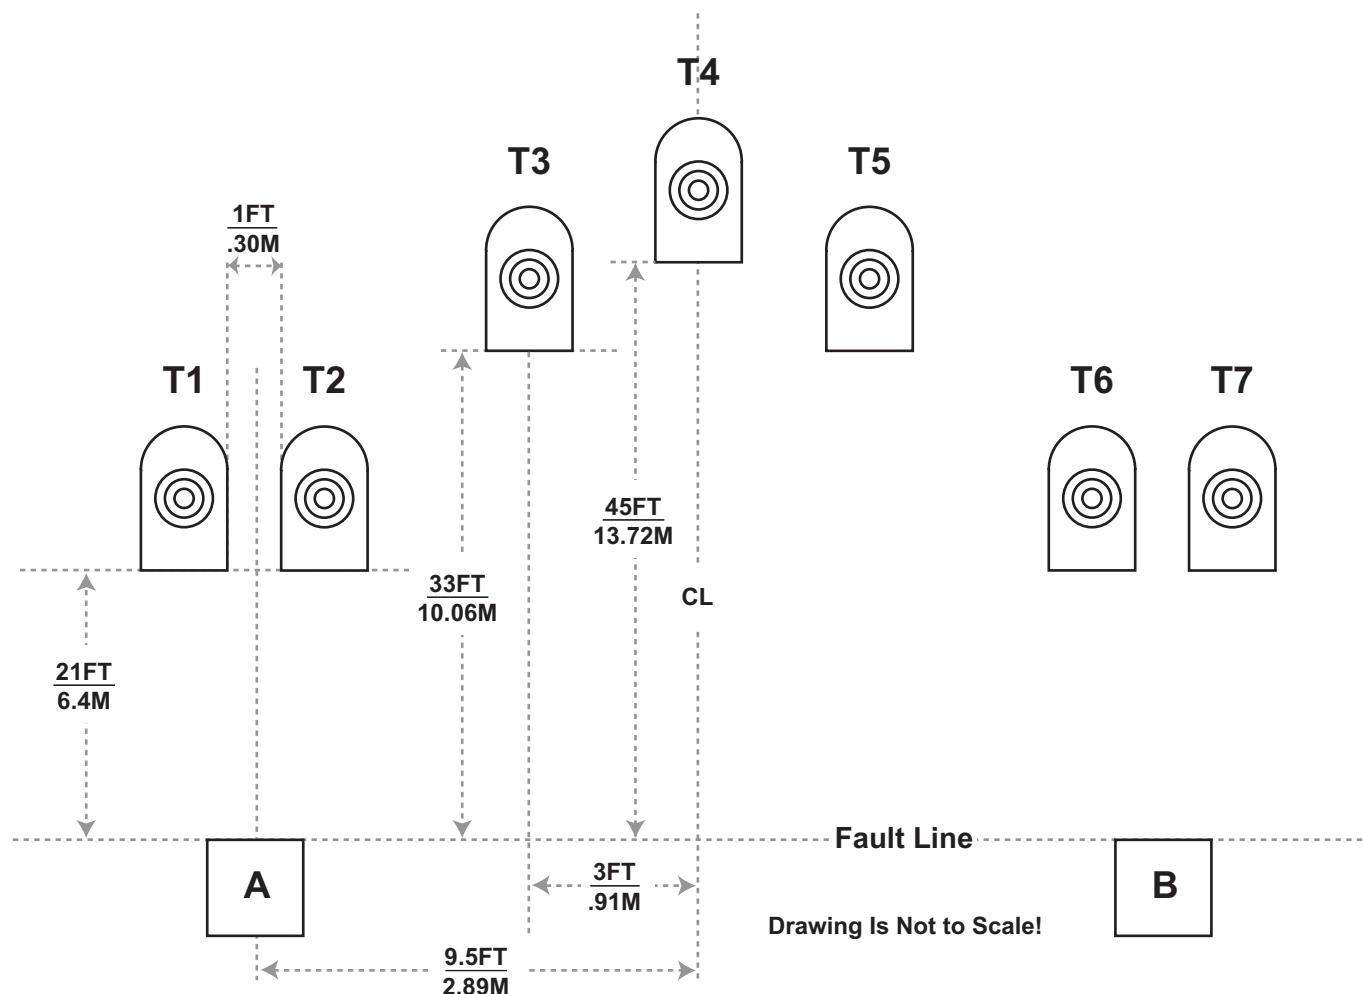 T4
T3
T5
1FT
.30M
T1
T2
T6
T7
45FT
13.72M
33FT
10.06M
CL
21FT
6.4M
Fault Line
A
3FT
.91M
B
Drawing Is Not to Scale!
9.5FT
2.89M